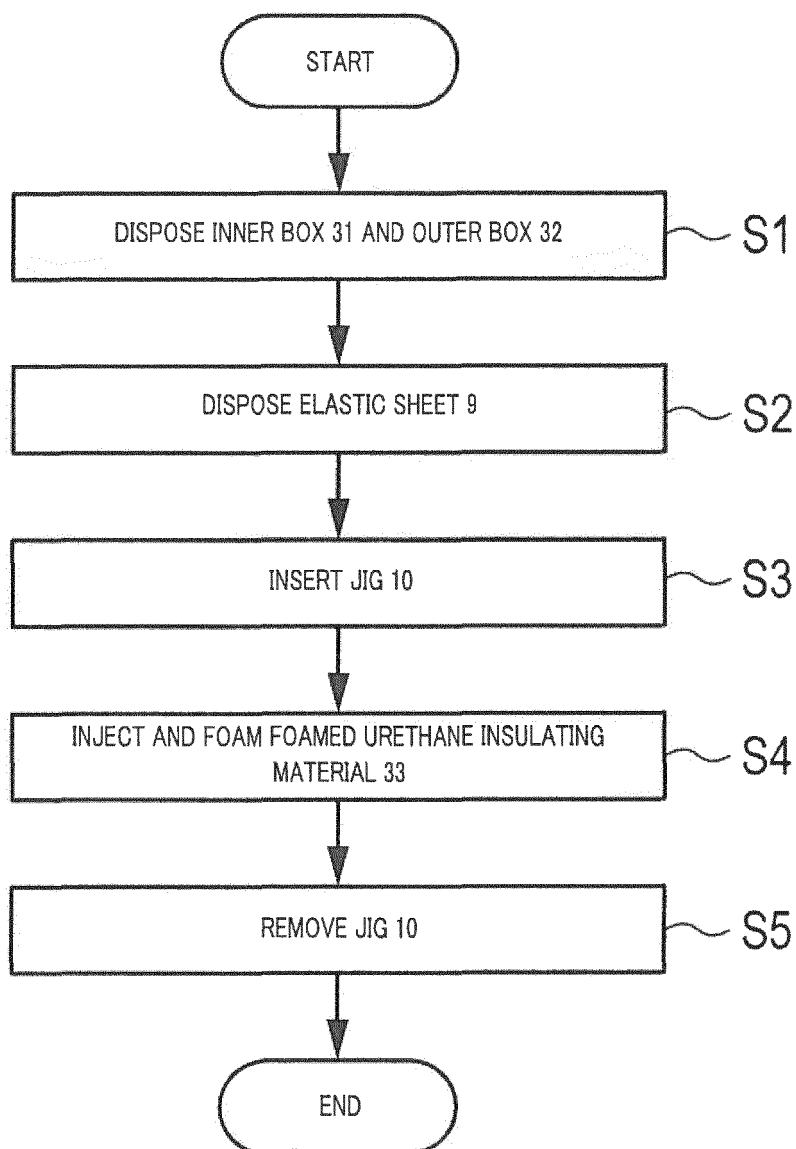 START
DISPOSE INNER BOX 31 AND OUTER BOX 32
S1
DISPOSE ELASTIC SHEET 9
S2
INSERT JIG 10
S3
INJECT AND FOAM FOAMED URETHANE INSULATING
MATERIAL 33
S4
REMOVE JIG 10
S5
END